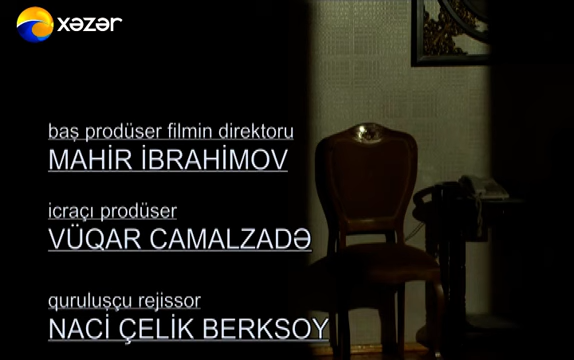 xəzər
baş prodüser filmin direktoru
MAHİR İBRAHİMOV
icraçı prodüser
VÜQAR CAMALZADƏ
quruluşçu rejissor
NACİ ÇELİK BERKSOY